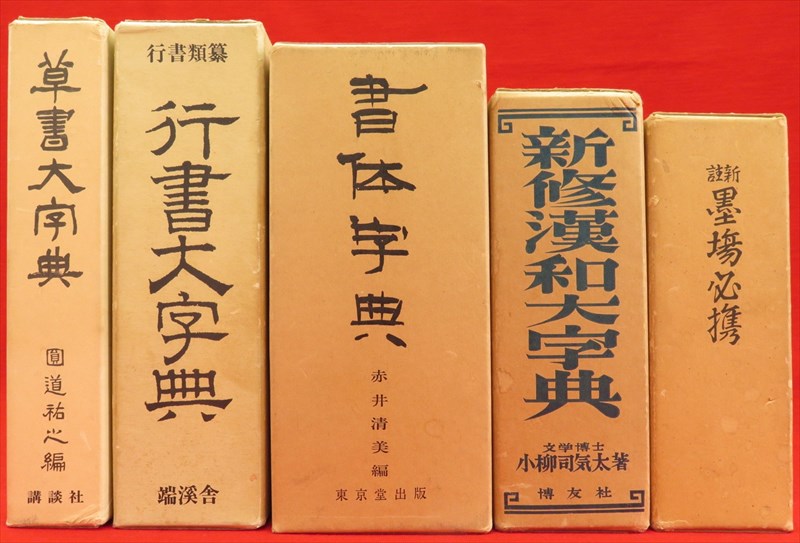 草書大字典
圓道祐之編
講談社
行書類纂
行書大字典
端溪舎
書体字典
赤井清美編
東京堂出版
新修漢和大字典
文学博士
小柳司気太著
博友社
新註
墨場必携